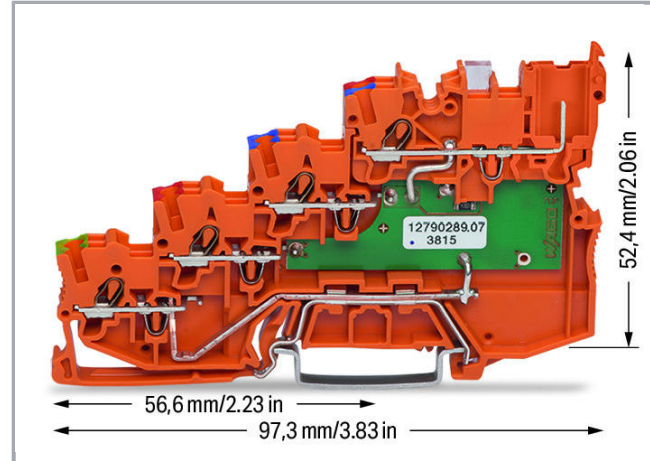 12790289.07
3815
WAGO
52,4 mm/2.06 in
56,6 mm/2.23 in
97,3 mm/3.83 in